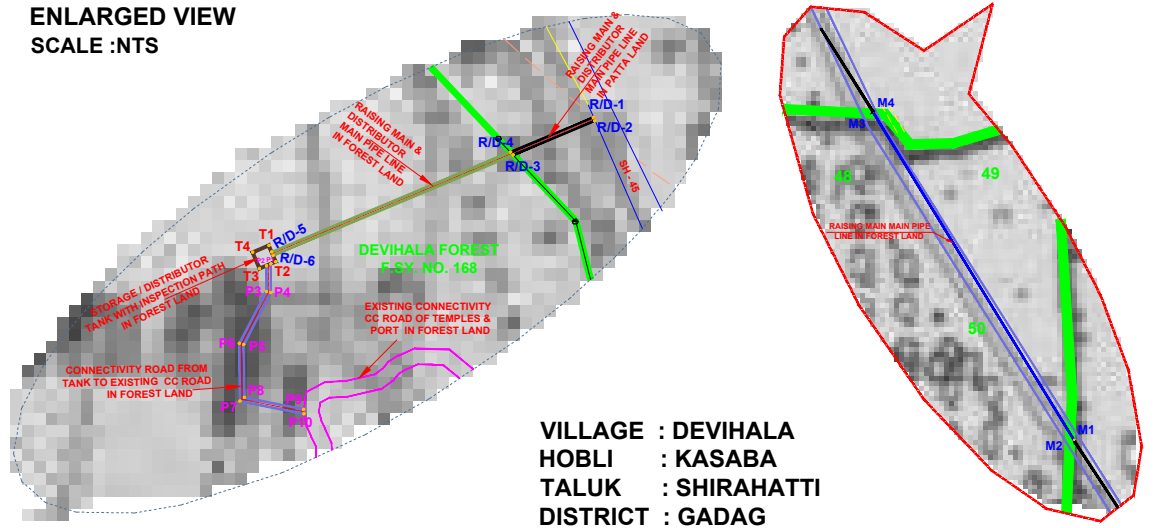 ENLARGED VIEW
SCALE :NTS
RAISING MAIN &
DISTRIBUTOR
MAIN PIPE LINE
IN PATTA LAND
R/D-1
R/D-2
R/D-4
R/D-3
SH - 45
RAISING MAIN &
DISTRIBUTOR
MAIN PIPE LINE
IN FOREST LAND
T1
T4
R/D-5
R/D-6
T3
T2
DEVIHALA FOREST
F.SY. NO. 168
STORAGE / DISTRIBUTOR
TANK WITH INSPECTION PATH
IN FOREST LAND
P3
P4
EXISTING CONNECTIVITY
CC ROAD OF TEMPLES &
PORT IN FOREST LAND
P6
P5
CONNECTIVITY ROAD FROM
TANK TO EXISTING CC ROAD
IN FOREST LAND
P8
P7
P9
P10
M4
M3
48
49
RAISING MAIN MAIN PIPE
LINE IN FOREST LAND
50
M1
M2
VILLAGE : DEVIHALA
HOBLI : KASABA
TALUK : SHIRAHATTI
DISTRICT : GADAG